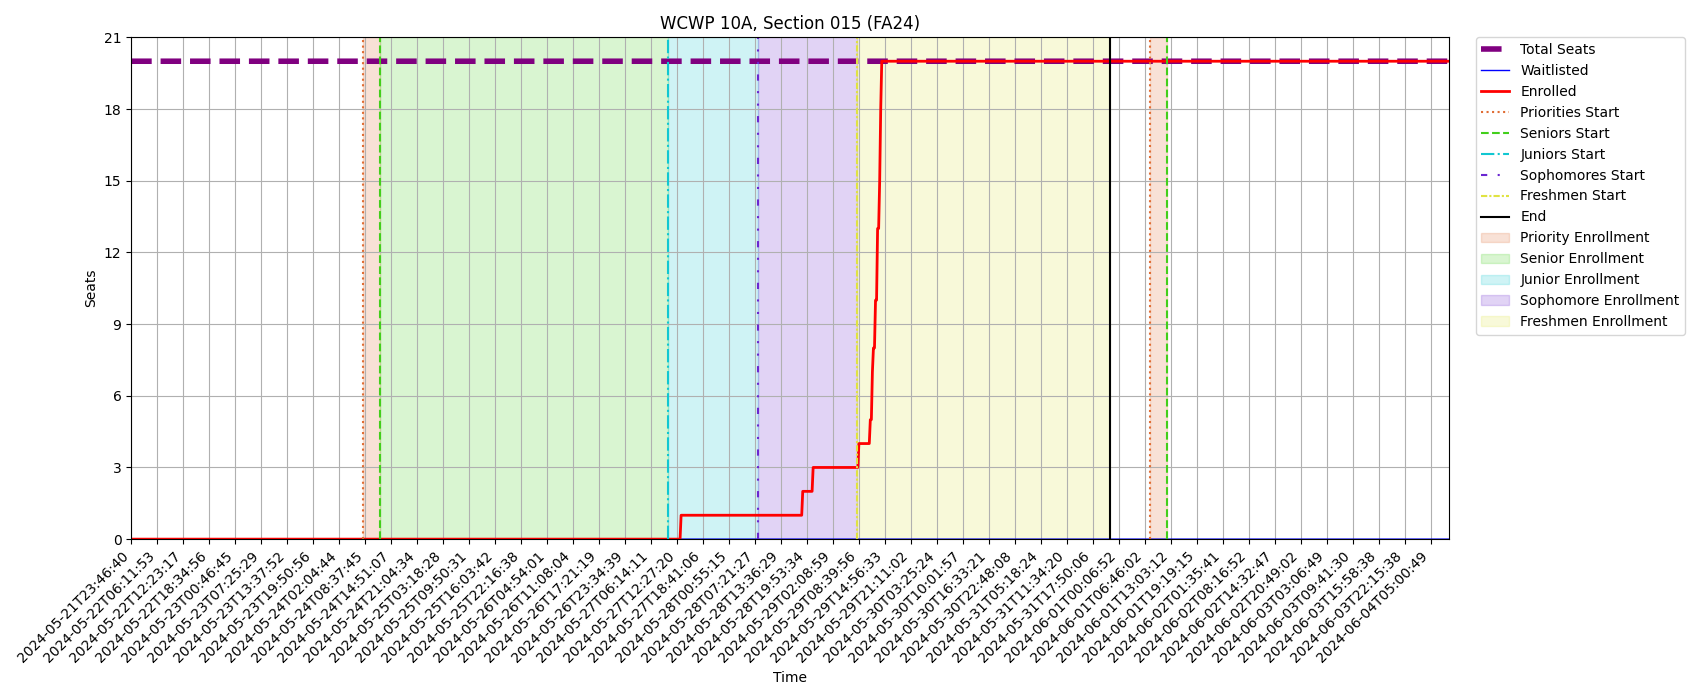 WCWP 10A, Section 015 (FA24)
21
18
15
12
9
6
3
0
Seats
2024-05-21T23:46:40
2024-05-22T06:11:53
2024-05-22T12:23:17
2024-05-22T18:34:56
2024-05-23T00:46:45
2024-05-23T07:25:29
2024-05-23T13:37:52
2024-05-23T19:50:56
2024-05-24T02:04:44
2024-05-24T08:37:45
2024-05-24T14:51:07
2024-05-24T21:04:34
2024-05-25T03:18:28
2024-05-25T09:50:31
2024-05-25T16:03:42
2024-05-25T22:16:38
2024-05-26T04:54:01
2024-05-26T11:08:04
2024-05-26T17:21:19
2024-05-26T23:34:39
2024-05-27T06:14:11
2024-05-27T12:27:20
2024-05-27T18:41:06
2024-05-28T00:55:15
2024-05-28T07:21:27
2024-05-28T13:36:29
2024-05-28T19:53:34
2024-05-29T02:08:59
2024-05-29T08:39:56
2024-05-29T14:56:33
2024-05-29T21:11:02
2024-05-30T03:25:24
2024-05-30T10:01:57
2024-05-30T16:33:21
2024-05-30T22:48:08
2024-05-31T05:18:24
2024-05-31T11:34:20
2024-05-31T17:50:06
2024-06-01T00:06:52
2024-06-01T06:46:02
2024-06-01T13:03:12
2024-06-01T19:19:15
2024-06-02T01:35:41
2024-06-02T08:16:52
2024-06-02T14:32:47
2024-06-02T20:49:02
2024-06-03T03:06:49
2024-06-03T09:41:30
2024-06-03T15:58:38
2024-06-03T22:15:38
2024-06-04T05:00:49
Time
Total Seats
Waitlisted
Enrolled
Priorities Start
Seniors Start
Juniors Start
Sophomores Start
Freshmen Start
End
Priority Enrollment
Senior Enrollment
Junior Enrollment
Sophomore Enrollment
Freshmen Enrollment